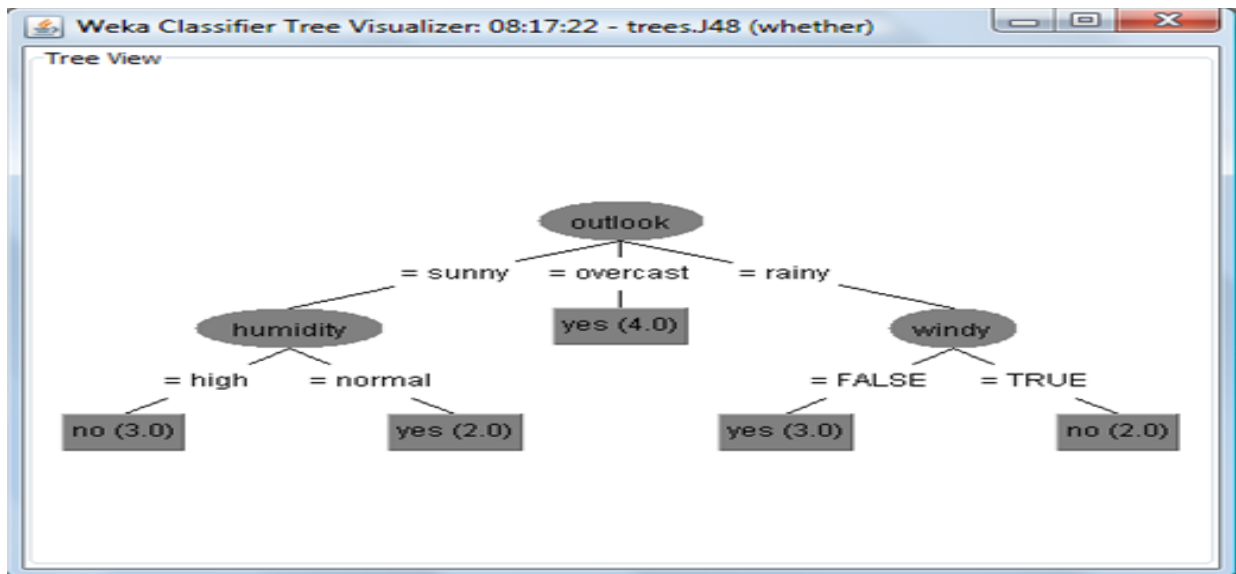 Weka Classifier Tree Visualizer: 08:17:22 - trees.J48 (whether)
Tree View
outlook
= sunny = overcast = rainy
humidity yes (4.0) windy
= high = normal = FALSE = TRUE
no (3.0) yes (2.0) yes (3.0) no (2.0)